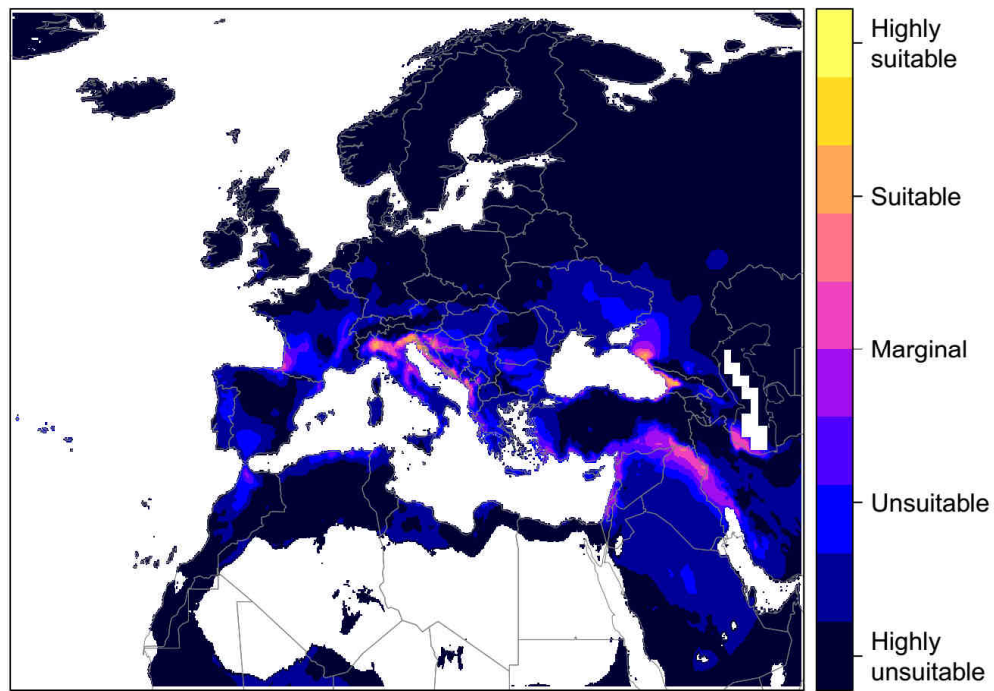 Highly
suitable
Suitable
Marginal
Unsuitable
Highly
unsuitable